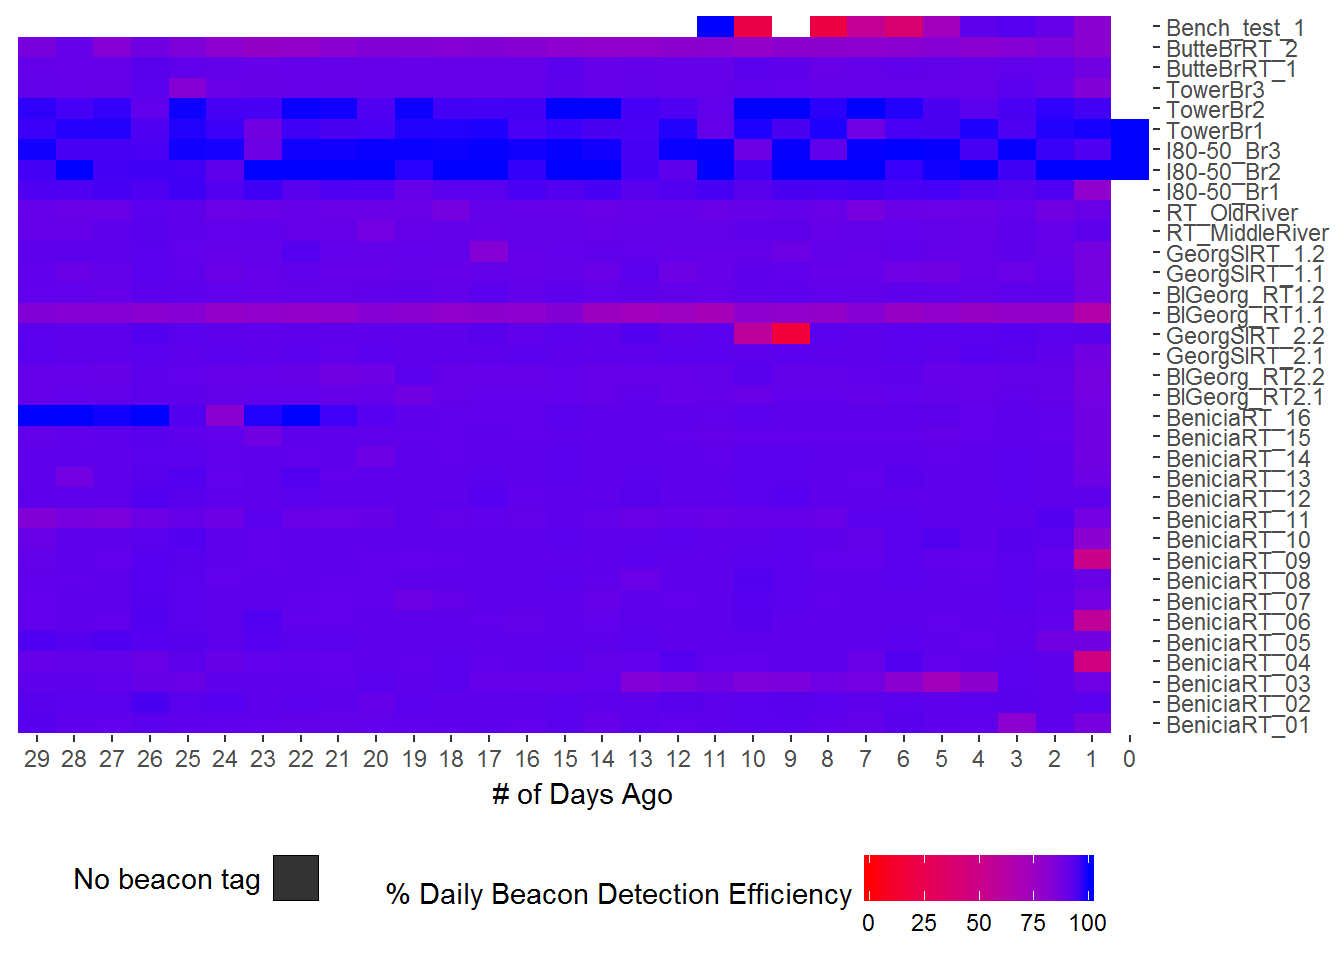 Bench_test_1
ButteBrRT_2
ButteBrRT_1
TowerBr3
TowerBr2
TowerBr1
I80-50_Br3
I80-50_Br2
I80-50_Br1
RT_OldRiver
RT_MiddleRiver
GeorgSlRT_1.2
GeorgSlRT_1.1
BlGeorg_RT1.2
BlGeorg_RT1.1
GeorgSlRT_2.2
GeorgSlRT_2.1
BlGeorg_RT2.2
BlGeorg_RT2.1
BeniciaRT_16
BeniciaRT_15
BeniciaRT_14
BeniciaRT_13
BeniciaRT_12
BeniciaRT_11
BeniciaRT_10
BeniciaRT_09
BeniciaRT_08
BeniciaRT_07
BeniciaRT_06
BeniciaRT_05
BeniciaRT_04
BeniciaRT_03
BeniciaRT_02
BeniciaRT_01
29 28 27 26 25 24 23 22 21 20 19 18 17 16 15 14 13 12 11 10 9 8 7 6 5 4 3 2 1 0
# of Days Ago
No beacon tag
% Daily Beacon Detection Efficiency
0 25 50 75 100